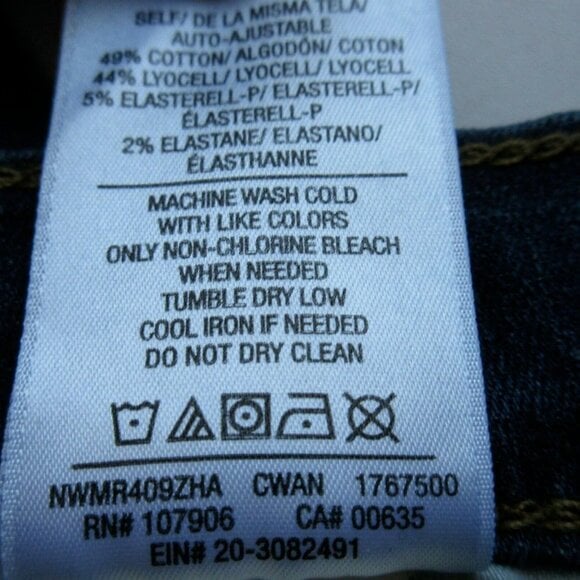 SELF/ DE LA MISMA TELA/
AUTO-AJUSTABLE
49% COTTON/ ALGODÓN/ COTON
44% LYOCELL/ LYOCELL/ LYOCELL
5% ELASTERELL-P/ ELASTERELL-P/
ÉLASTERELL-P
2% ELASTANE/ ELASTANO/
ÉLASTHANNE
MACHINE WASH COLD
WITH LIKE COLORS
ONLY NON-CHLORINE BLEACH
WHEN NEEDED
TUMBLE DRY LOW
COOL IRON IF NEEDED
DO NOT DRY CLEAN
NWMR409ZHA CWAN 1767500
RN# 107906 CA# 00635
EIN# 20-3082491